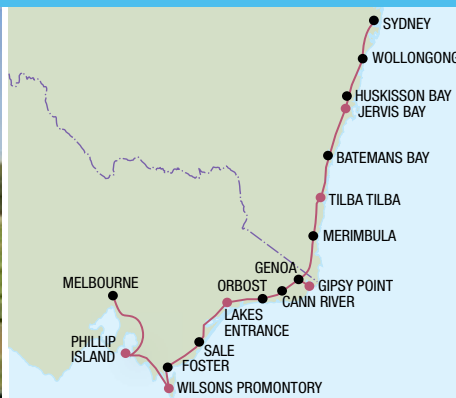 SYDNEY
WOLLONGONG
HUSKISSON BAY
JERVIS BAY
BATEMANS BAY
TILBA TILBA
MERIMBULA
GENOA
GIPSY POINT
CANN RIVER
ORBOST
LAKES
ENTRANCE
MELBOURNE
PHILLIP
ISLAND
SALE
FOSTER
WILSONS PROMONTORY